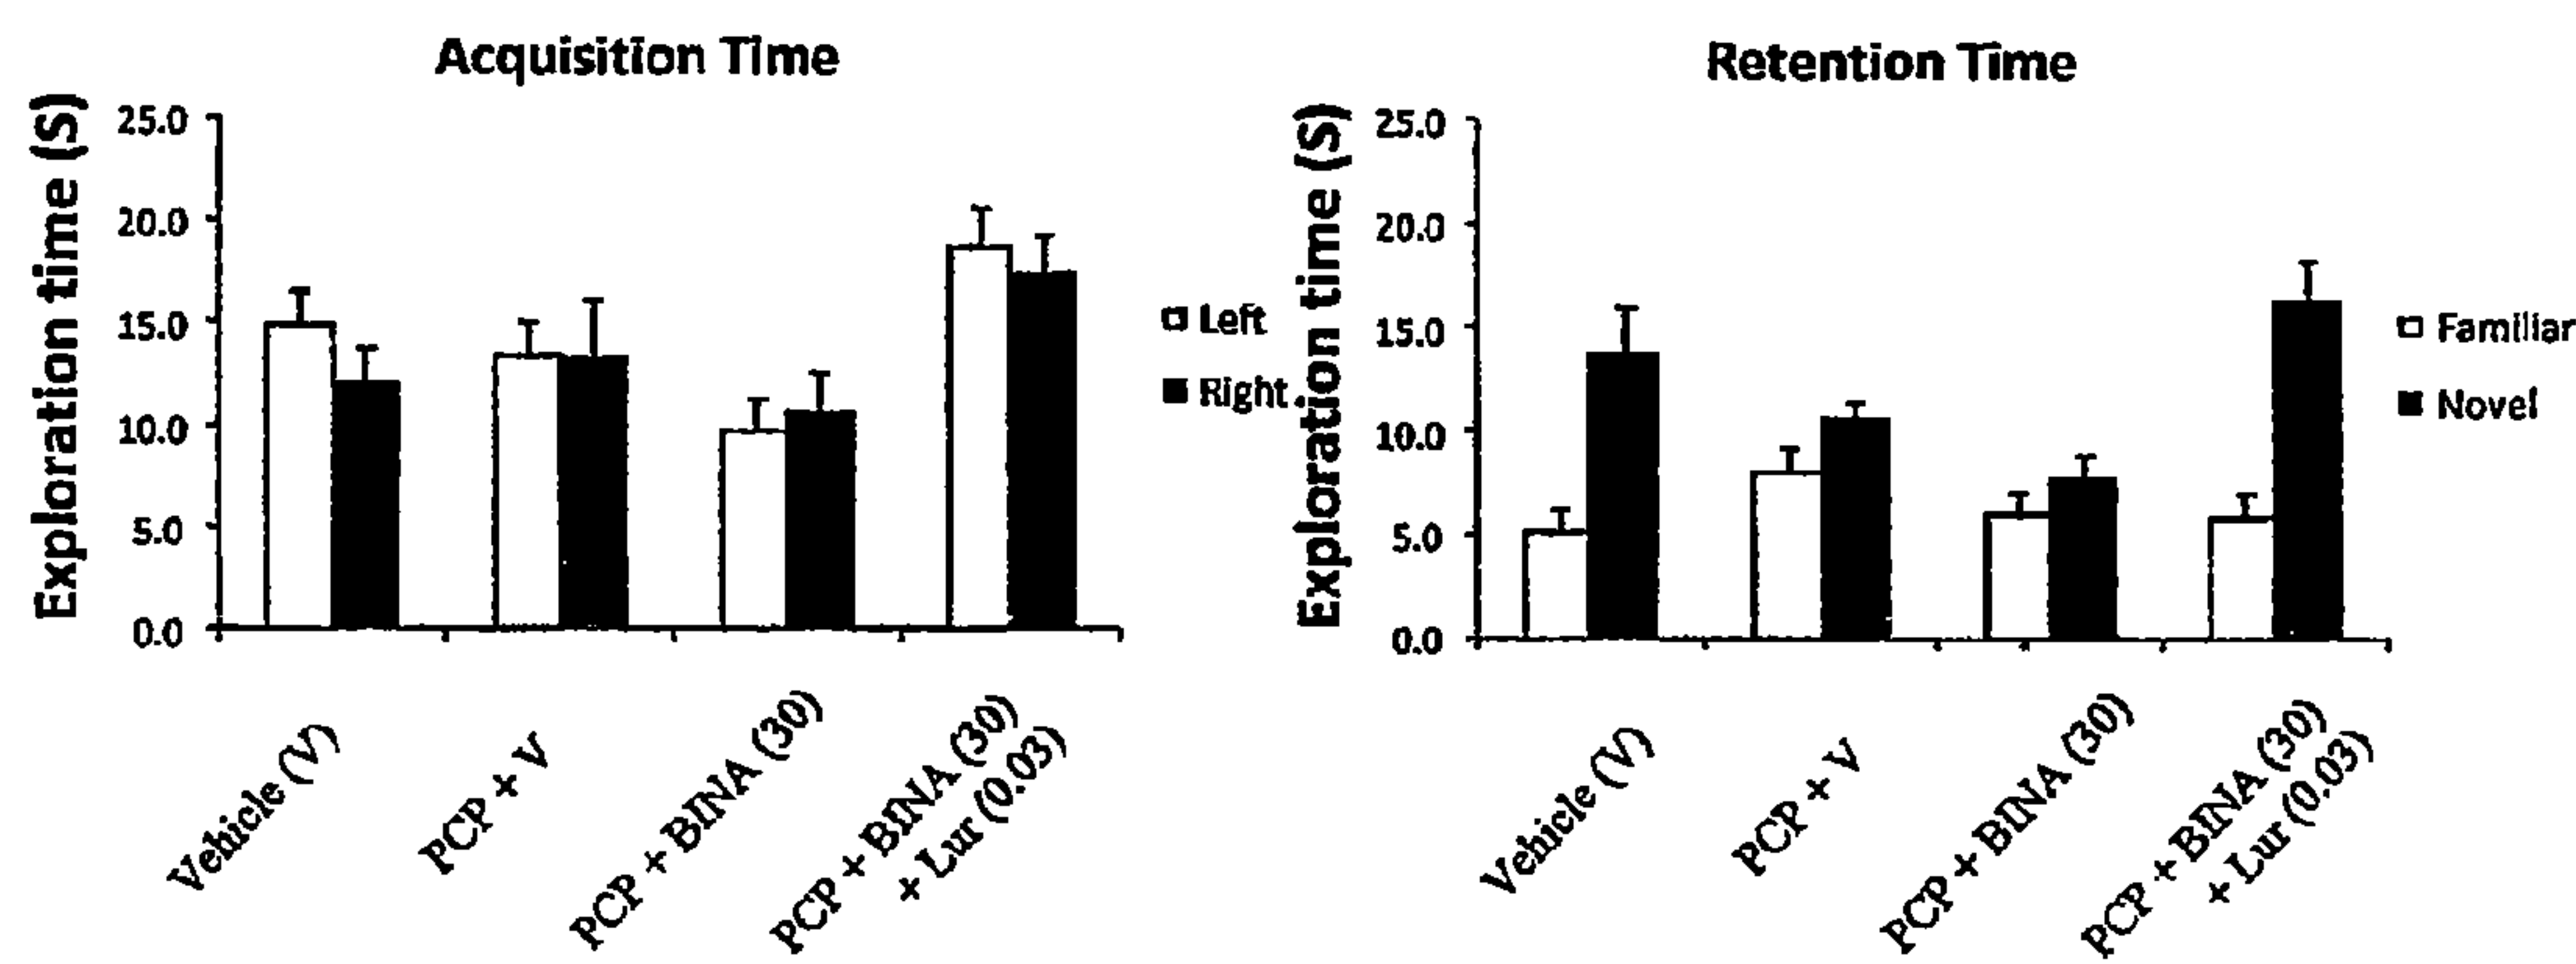 Acquisition Time
Exploration time (S)
25.0
20.0
15.0
10.0
5.0
0.0
Vehicle (V)
PCP + V
PCP + BINA (30)
PCP + BINA (30)
+ Lur (0.03)
Left
Right
Retention Time
Exploration time (S)
25.0
20.0
15.0
10.0
5.0
0.0
Vehicle (V)
PCP + V
PCP + BINA (30)
PCP + BINA (30)
+ Lur (0.03)
Familiar
Novel